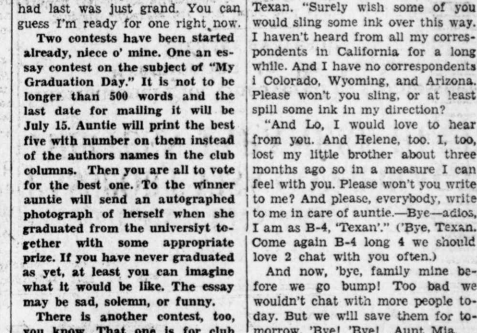 had last was just grand. You can
guess I'm ready for one right now.
Two contests have been started
already, niece o' mine. One an es-
say contest on the subject of "My
Graduation Day." It is not to be
longer than 500 words and the
last date for mailing it will be
July 15. Auntie will print the best
five with number on them instead
of the authors names in the club
columns. Then you are all to vote
for the best one. To the winner
auntie will send an autographed
photograph of herself when she
graduated from the universiyt to-
gether with some appropriate
prize. If you have never graduated
as yet, at least you can imagine
what it would be like. The essay
may be sad, solemn, or funny.
There is another contest, too,
you know. That one is for club
Texan. "Surely wish some of you
would sling some ink over this way.
I haven't heard from all my corres-
pondents in California for a long
while. And I have no correspondents
i Colorado, Wyoming, and Arizona.
Please won't you sling, or at least
spill some ink in my direction?
"And Lo, I would love to hear
from you. And Helene, too. I, too,
lost my little brother about three
months ago so in a measure I can
feel with you. Please won't you write
to me? And please, everybody, write
to me in care of auntie.—Bye—adios,
I am as B-4, 'Texan'." ('Bye, Texan.
Come again B-4 long 4 we should
love 2 chat with you often.)
And now, 'bye, family mine be-
fore we go bump! Too bad we
wouldn't chat with more people to-
day. But we will save them for to-
morrow. 'Bye! 'Bye! Aunt Mia